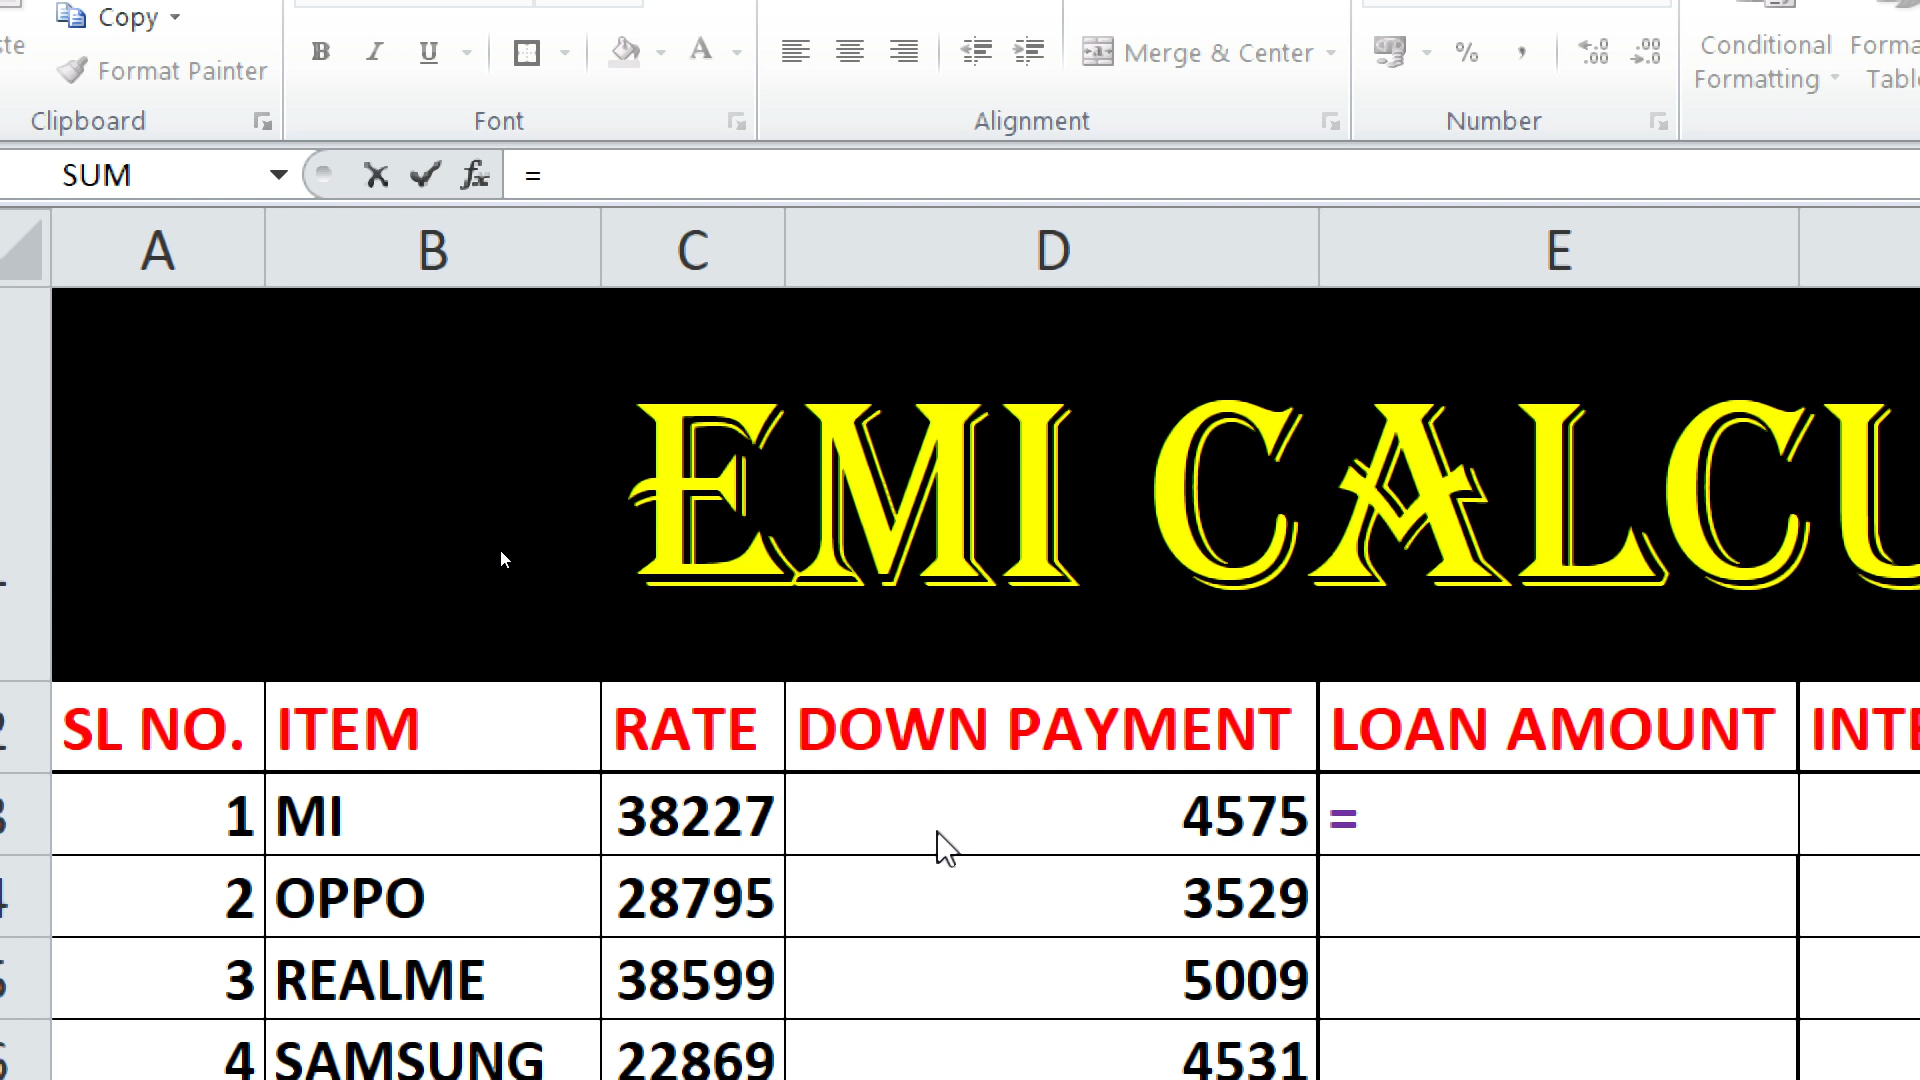 Copy
Format Painter
B I U A
Merge & Center
% ,
Conditional
Formatting
Clipboard Font Alignment Number
SUM fx =
A B C D E
EMI
SL NO. ITEM RATE DOWN PAYMENT LOAN AMOUNT
1 MI 38227 4575 =
2 OPPO 28795 3529
3 REALME 38599 5009
4 SAMSUNG 22869 4531